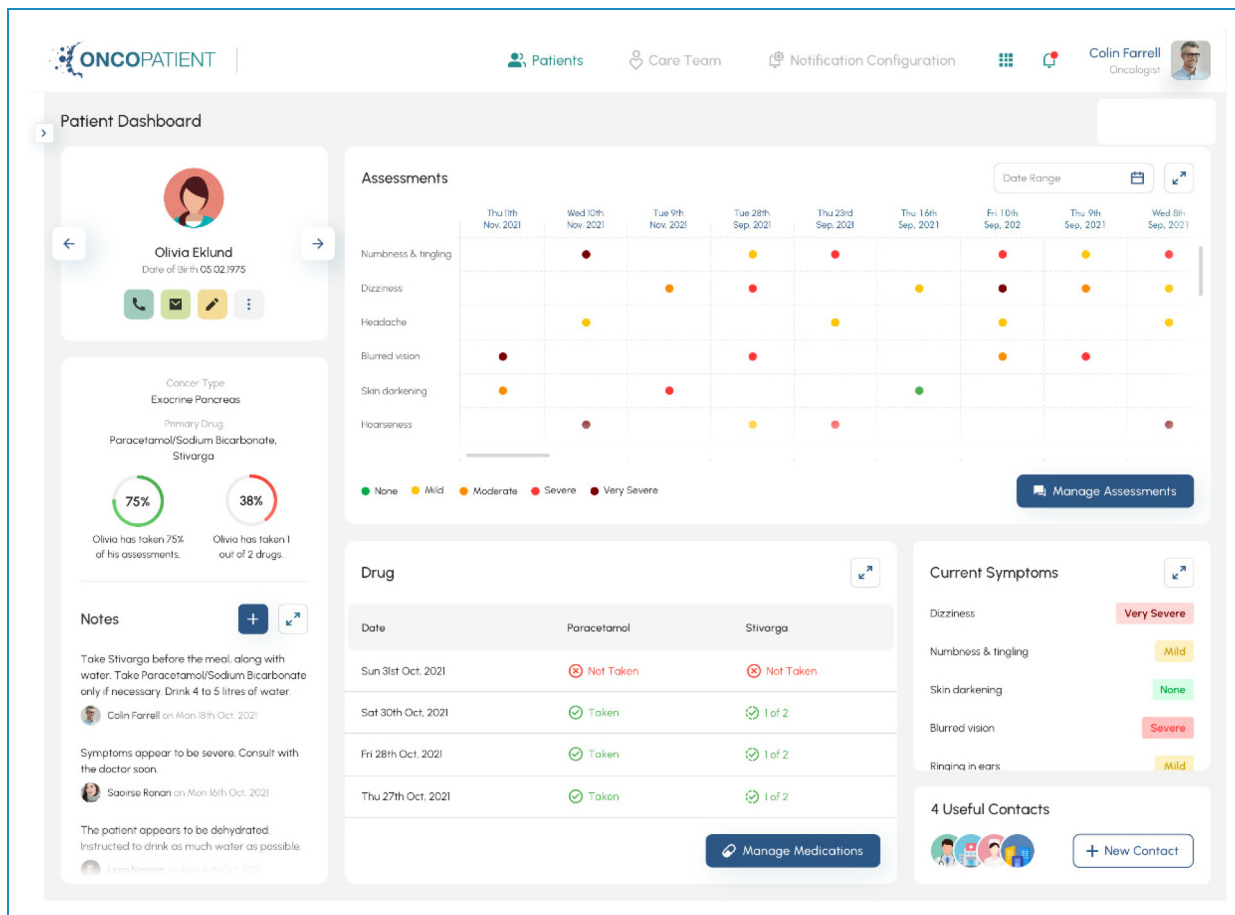 ONCOPATIENT
Patients
Care Team
Notification Configuration
Colin Farrell
Oncologist
Patient Dashboard
Olivia Eklund
Date of Birth 05.02.1975
Cancer Type
Exocrine Pancreas
Primary Drug
Paracetamol/Sodium Bicarbonate,
Stivarga
75%
38%
Olivia has taken 75%
of his assessments.
Olivia has taken 1
out of 2 drugs.
Notes
Take Stivarga before the meal, along with
water. Take Paracetamol/Sodium Bicarbonate
only if necessary. Drink 4 to 5 litres of water.
Colin Farrell on Mon 18th Oct, 2021
Symptoms appear to be severe. Consult with
the doctor soon.
Saoirse Ronan on Mon 16th Oct, 2021
The patient appears to be dehydrated.
Instructed to drink as much water as possible.
Liam Neeson on Mon 16th Oct, 2021
Assessments
Date Range
Thu 11th
Nov, 2021
Wed 10th
Nov, 2021
Tue 9th
Nov, 2021
Tue 28th
Sep, 2021
Thu 23rd
Sep, 2021
Thu 16th
Sep, 2021
Fri 10th
Sep, 202
Thu 9th
Sep, 2021
Wed 8th
Sep, 2021
Numbness & tingling
Dizziness
Headache
Blurred vision
Skin darkening
Hoarseness
None Mild Moderate Severe Very Severe
Manage Assessments
Drug
Date Paracetamol Stivarga
Sun 31st Oct, 2021 Not Taken Not Taken
Sat 30th Oct, 2021 Taken 1 of 2
Fri 28th Oct, 2021 Taken 1 of 2
Thu 27th Oct, 2021 Taken 1 of 2
Manage Medications
Current Symptoms
Dizziness Very Severe
Numbness & tingling Mild
Skin darkening None
Blurred vision Severe
Ringing in ears Mild
4 Useful Contacts
+ New Contact